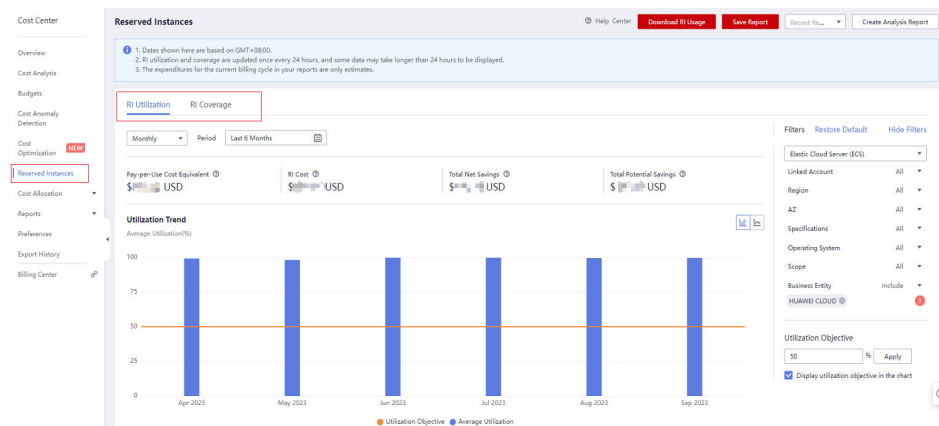 Cost Center
Overview
Cost Analysis
Budgets
Cost Anomaly
Detection
Cost
Optimization NEW
Reserved Instances
Cost Allocation
Reports
Preferences
Export History
Billing Center
Reserved Instances
Help Center
Download RI Usage
Save Report
Recent Re...
Create Analysis Report
1. Dates shown here are based on GMT+08:00.
2. RI utilization and coverage are updated once every 24 hours, and some data may take longer than 24 hours to be displayed.
3. The expenditures for the current billing cycle in your reports are only estimates.
RI Utilization RI Coverage
Monthly Period Last 6 Months
Pay-per-Use Cost Equivalent
$ USD
RI Cost
$ USD
Total Net Savings
$ USD
Total Potential Savings
$ USD
Utilization Trend
Average Utilization(%)
100
75
50
25
0
Apr 2023 May 2023 Jun 2023 Jul 2023 Aug 2023 Sep 2023
Utilization Objective Average Utilization
Filters Restore Default Hide Filters
Elastic Cloud Server (ECS)
Linked Account All
Region All
AZ All
Specifications All
Operating System All
Scope All
Business Entity Include
HUAWEI CLOUD 1
Utilization Objective
50 % Apply
Display utilization objective in the chart